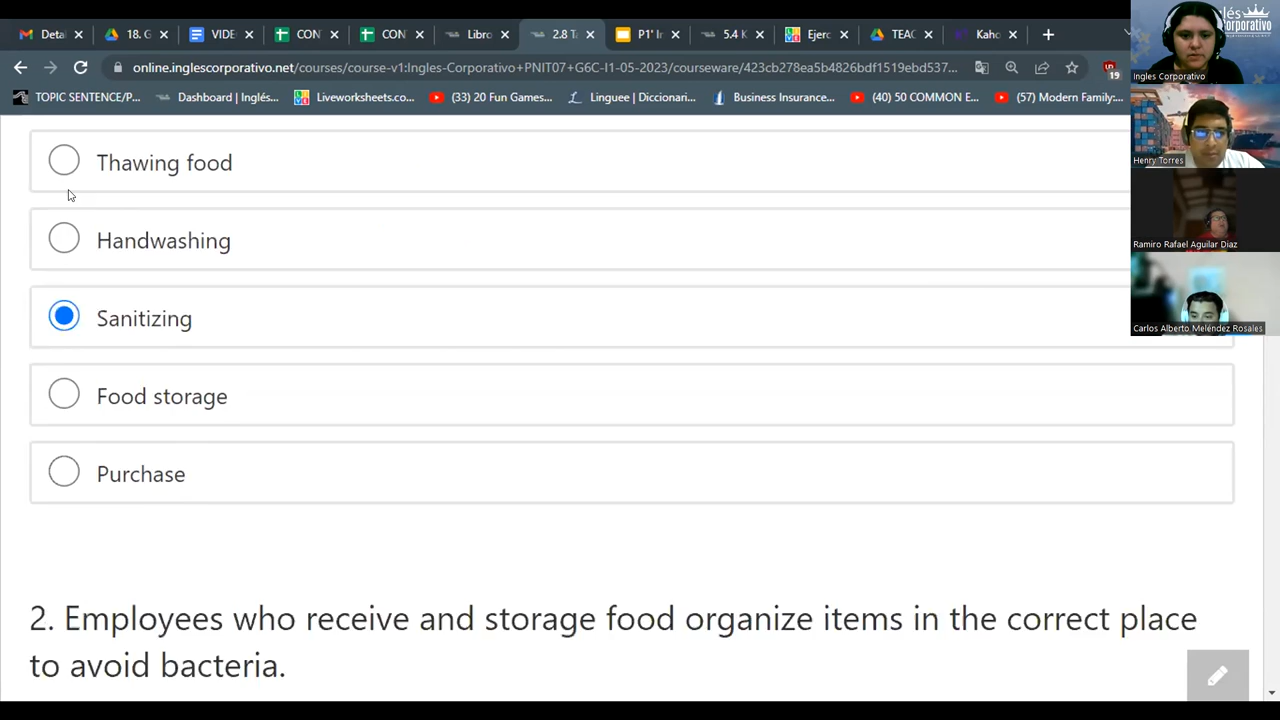 Deta
18. G
VIDE
CON
CON
Libro
2.8 T
P1' Ir
5.4 K
Ejerc
TEAC
Kaho
online.inglescorporativo.net/courses/course-v1:Ingles-Corporativo+PNIT07+G6C-I1-05-2023/courseware/423cb278ea5b4826bdf1519ebd537...
19
TOPIC SENTENCE/P...
Dashboard | Inglés...
Liveworksheets.co...
(33) 20 Fun Games...
Linguee | Diccionari...
Business Insurance...
(40) 50 COMMON E...
(57) Modern Family:...
Ingles Corporativo
Henry Torres
Ramiro Rafael Aguilar Diaz
Carlos Alberto Meléndez Rosales
Thawing food
Handwashing
Sanitizing
Food storage
Purchase
2. Employees who receive and storage food organize items in the correct place
to avoid bacteria.